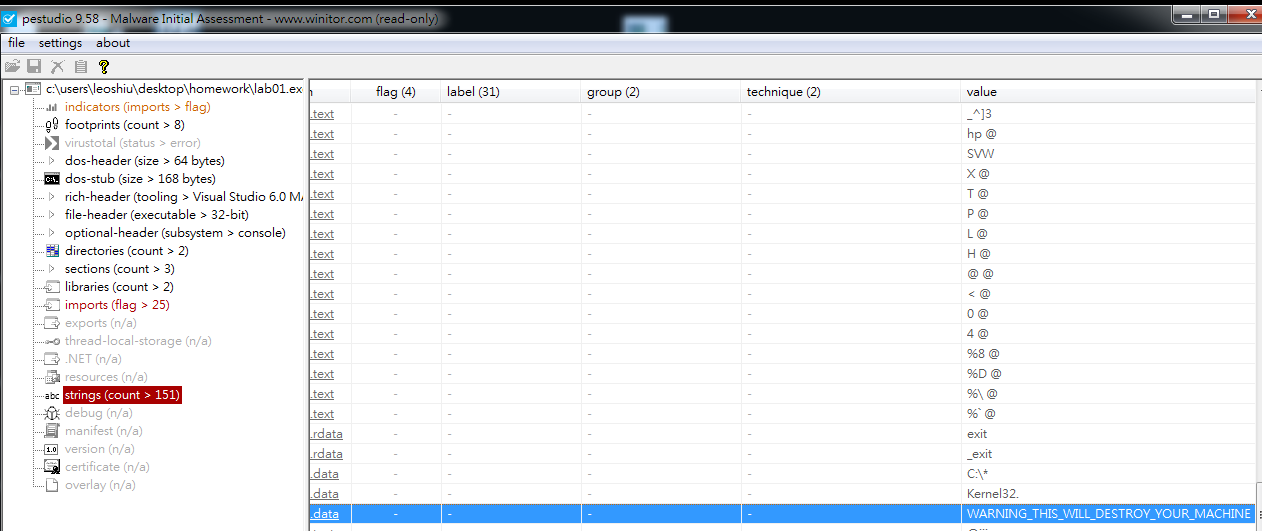 pestudio 9.58 - Malware Initial Assessment - www.winitor.com (read-only)
file settings about
c:\users\leoshiu\desktop\homework\lab01.ex
indicators (imports > flag)
footprints (count > 8)
virustotal (status > error)
dos-header (size > 64 bytes)
dos-stub (size > 168 bytes)
rich-header (tooling > Visual Studio 6.0 M
file-header (executable > 32-bit)
optional-header (subsystem > console)
directories (count > 2)
sections (count > 3)
libraries (count > 2)
imports (flag > 25)
exports (n/a)
thread-local-storage (n/a)
.NET (n/a)
resources (n/a)
abc strings (count > 151)
debug (n/a)
manifest (n/a)
1.0 version (n/a)
certificate (n/a)
overlay (n/a)
flag (4) label (31) group (2) technique (2) value
.text - - - - _^]3
.text - - - - hp @
.text - - - - SVW
.text - - - - X @
.text - - - - T @
.text - - - - P @
.text - - - - L @
.text - - - - H @
.text - - - - @ @
.text - - - - < @
.text - - - - 0 @
.text - - - - 4 @
.text - - - - %8 @
.text - - - - %D @
.text - - - - %\ @
.text - - - - %` @
.rdata - - - - exit
.rdata - - - - _exit
.data - - - - C:\*
.data - - - - Kernel32.
.data - - - - WARNING_THIS_WILL_DESTROY_YOUR_MACHINE